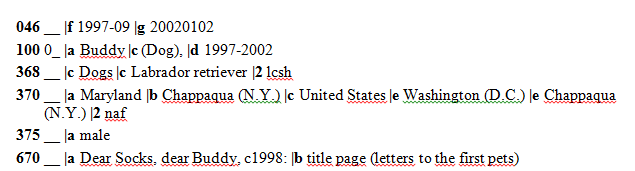 046 __ |f 1997-09 |g 20020102
100 0_ |a Buddy |c (Dog), |d 1997-2002
368 __ |c Dogs |c Labrador retriever |2 lcsh
370 __ |a Maryland |b Chappaqua (N.Y.) |c United States |e Washington (D.C.) |e Chappaqua
(N.Y.) |2 naf
375 __ |a male
670 __ |a Dear Socks, dear Buddy, c1998: |b title page (letters to the first pets)